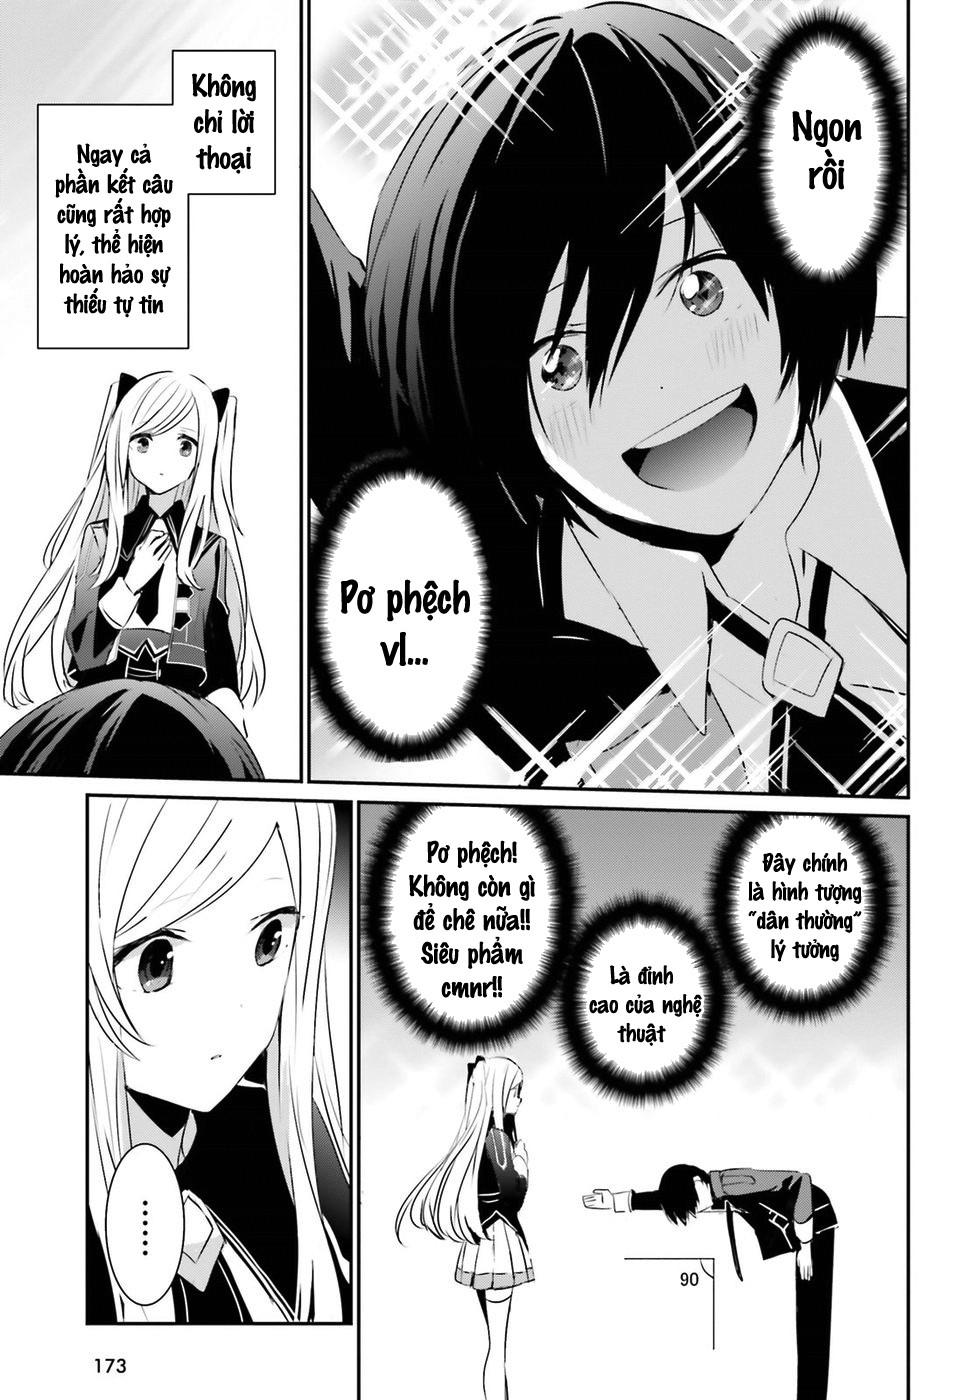 Ngon
rồi
Pơ phệch
vl...
Không
chỉ lời
thoại
Ngay cả
phần kết câu
cũng rất hợp
lý, thể hiện
hoàn hảo sự
thiếu tự tin
Đây chính
là hình tượng
"dân thường"
lý tưởng
Là đỉnh
cao của nghệ
thuật
Pơ phệch!
Không còn gì
để chê nữa!!
Siêu phẩm
cmnr!!
90
......
173